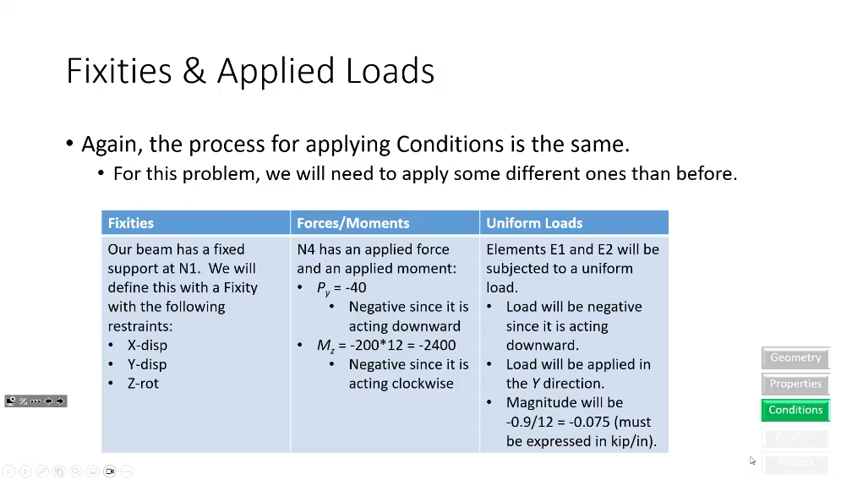 Fixities & Applied Loads
• Again, the process for applying Conditions is the same.
• For this problem, we will need to apply some different ones than before.
Fixities
Our beam has a fixed
support at N1. We will
define this with a Fixity
with the following
restraints:
• X-disp
• Y-disp
• Z-rot
Forces/Moments
N4 has an applied force
and an applied moment:
• Py = -40
• Negative since it is
acting downward
• Mz = -200*12 = -2400
• Negative since it is
acting clockwise
Uniform Loads
Elements E1 and E2 will be
subjected to a uniform
load.
• Load will be negative
since it is acting
downward.
• Load will be applied in
the Y direction.
• Magnitude will be
-0.9/12 = -0.075 (must
be expressed in kip/in).
Geometry
Properties
Conditions
Analysis
Results